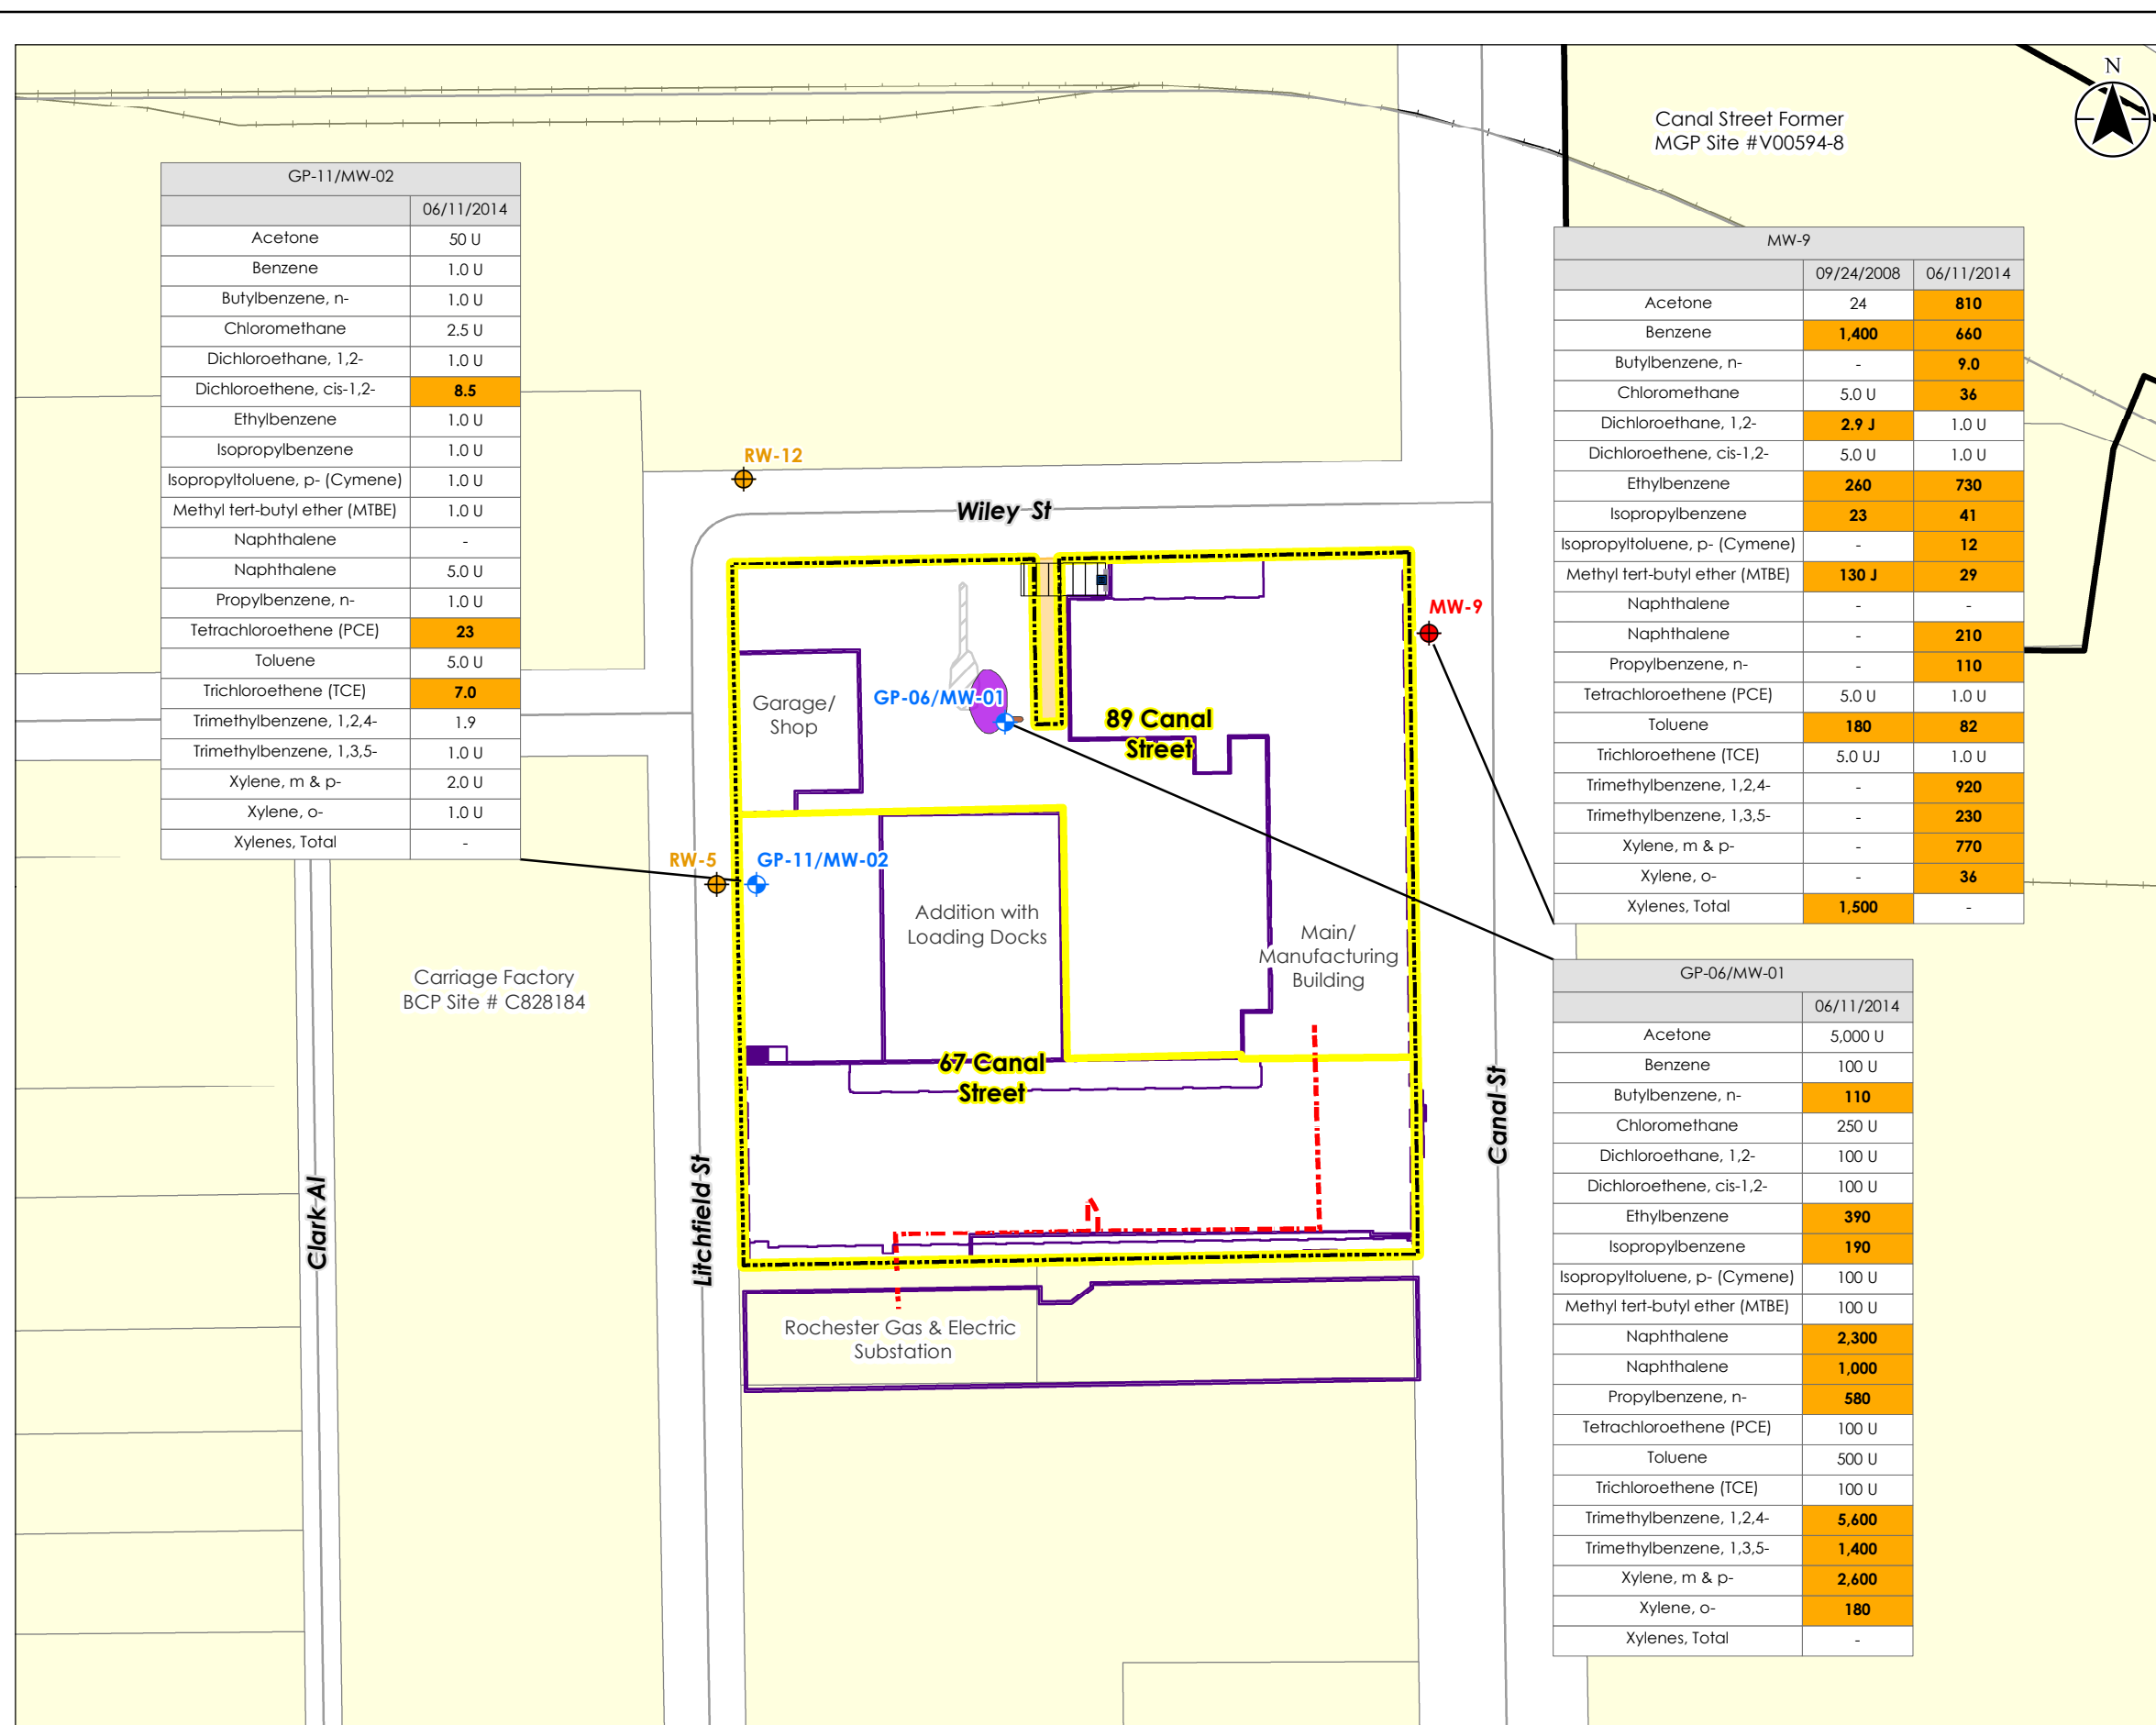 N
Canal Street Former
MGP Site #V00594-8
GP-11/MW-02
06/11/2014
Acetone 50 U
Benzene 1.0 U
Butylbenzene, n- 1.0 U
Chloromethane 2.5 U
Dichloroethane, 1,2- 1.0 U
Dichloroethene, cis-1,2- 8.5
Ethylbenzene 1.0 U
Isopropylbenzene 1.0 U
Isopropyltoluene, p- (Cymene) 1.0 U
Methyl tert-butyl ether (MTBE) 1.0 U
Naphthalene -
Naphthalene 5.0 U
Propylbenzene, n- 1.0 U
Tetrachloroethene (PCE) 23
Toluene 5.0 U
Trichloroethene (TCE) 7.0
Trimethylbenzene, 1,2,4- 1.9
Trimethylbenzene, 1,3,5- 1.0 U
Xylene, m & p- 2.0 U
Xylene, o- 1.0 U
Xylenes, Total -
MW-9
09/24/2008 06/11/2014
Acetone 24 810
Benzene 1,400 660
Butylbenzene, n- - 9.0
Chloromethane 5.0 U 36
Dichloroethane, 1,2- 2.9 J 1.0 U
Dichloroethene, cis-1,2- 5.0 U 1.0 U
Ethylbenzene 260 730
Isopropylbenzene 23 41
Isopropyltoluene, p- (Cymene) - 12
Methyl tert-butyl ether (MTBE) 130 J 29
Naphthalene - -
Naphthalene - 210
Propylbenzene, n- - 110
Tetrachloroethene (PCE) 5.0 U 1.0 U
Toluene 180 82
Trichloroethene (TCE) 5.0 UJ 1.0 U
Trimethylbenzene, 1,2,4- - 920
Trimethylbenzene, 1,3,5- - 230
Xylene, m & p- - 770
Xylene, o- - 36
Xylenes, Total 1,500 -
RW-12
Wiley St
MW-9
GP-06/MW-01
Garage/
Shop
89 Canal
Street
RW-5
GP-11/MW-02
Addition with
Loading Docks
Main/
Manufacturing
Building
Carriage Factory
BCP Site # C828184
67 Canal
Street
Clark Al
Litchfield St
Canal St
Rochester Gas & Electric
Substation
GP-06/MW-01
06/11/2014
Acetone 5,000 U
Benzene 100 U
Butylbenzene, n- 110
Chloromethane 250 U
Dichloroethane, 1,2- 100 U
Dichloroethene, cis-1,2- 100 U
Ethylbenzene 390
Isopropylbenzene 190
Isopropyltoluene, p- (Cymene) 100 U
Methyl tert-butyl ether (MTBE) 100 U
Naphthalene 2,300
Naphthalene 1,000
Propylbenzene, n- 580
Tetrachloroethene (PCE) 100 U
Toluene 500 U
Trichloroethene (TCE) 100 U
Trimethylbenzene, 1,2,4- 5,600
Trimethylbenzene, 1,3,5- 1,400
Xylene, m & p- 2,600
Xylene, o- 180
Xylenes, Total -